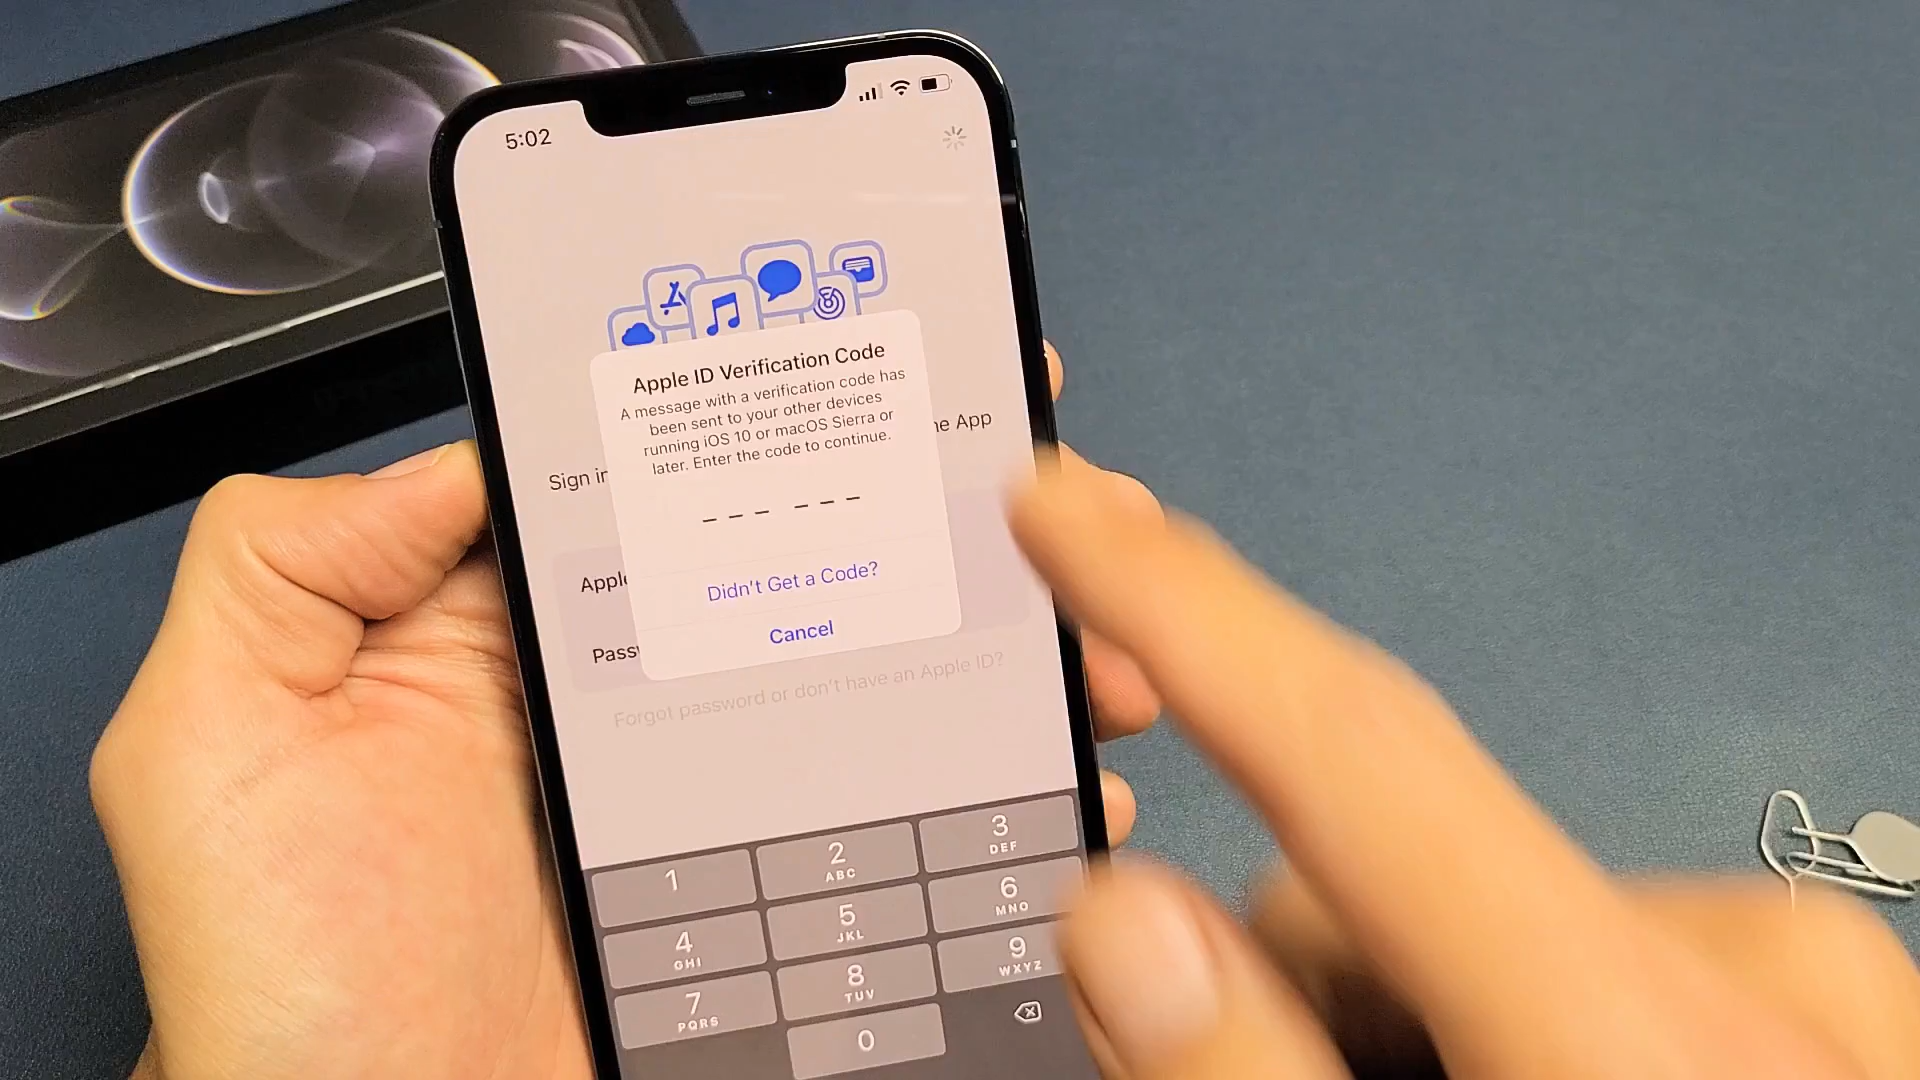 5:02
Apple ID Verification Code
A message with a verification code has
been sent to your other devices
running iOS 10 or macOS Sierra or
later. Enter the code to continue.
Sign in
he App
Didn't Get a Code?
Apple
Cancel
Passw
Forgot password or don't have an Apple ID?
1
2
ABC
3
DEF
4
GHI
5
JKL
6
MNO
7
PQRS
8
TUV
9
WXYZ
0